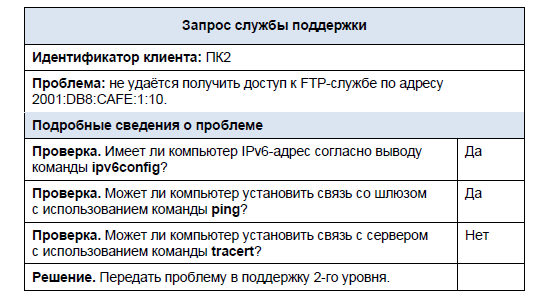 Запрос службы поддержки
Идентификатор клиента: ПК2
Проблема: не удаётся получить доступ к FTP-службе по адресу
2001:DB8:CAFE:1:10.
Подробные сведения о проблеме
Проверка. Имеет ли компьютер IPv6-адрес согласно выводу
команды ipv6config?
Да
Проверка. Может ли компьютер установить связь со шлюзом
с использованием команды ping?
Да
Проверка. Может ли компьютер установить связь с сервером
с использованием команды tracert?
Нет
Решение. Передать проблему в поддержку 2-го уровня.